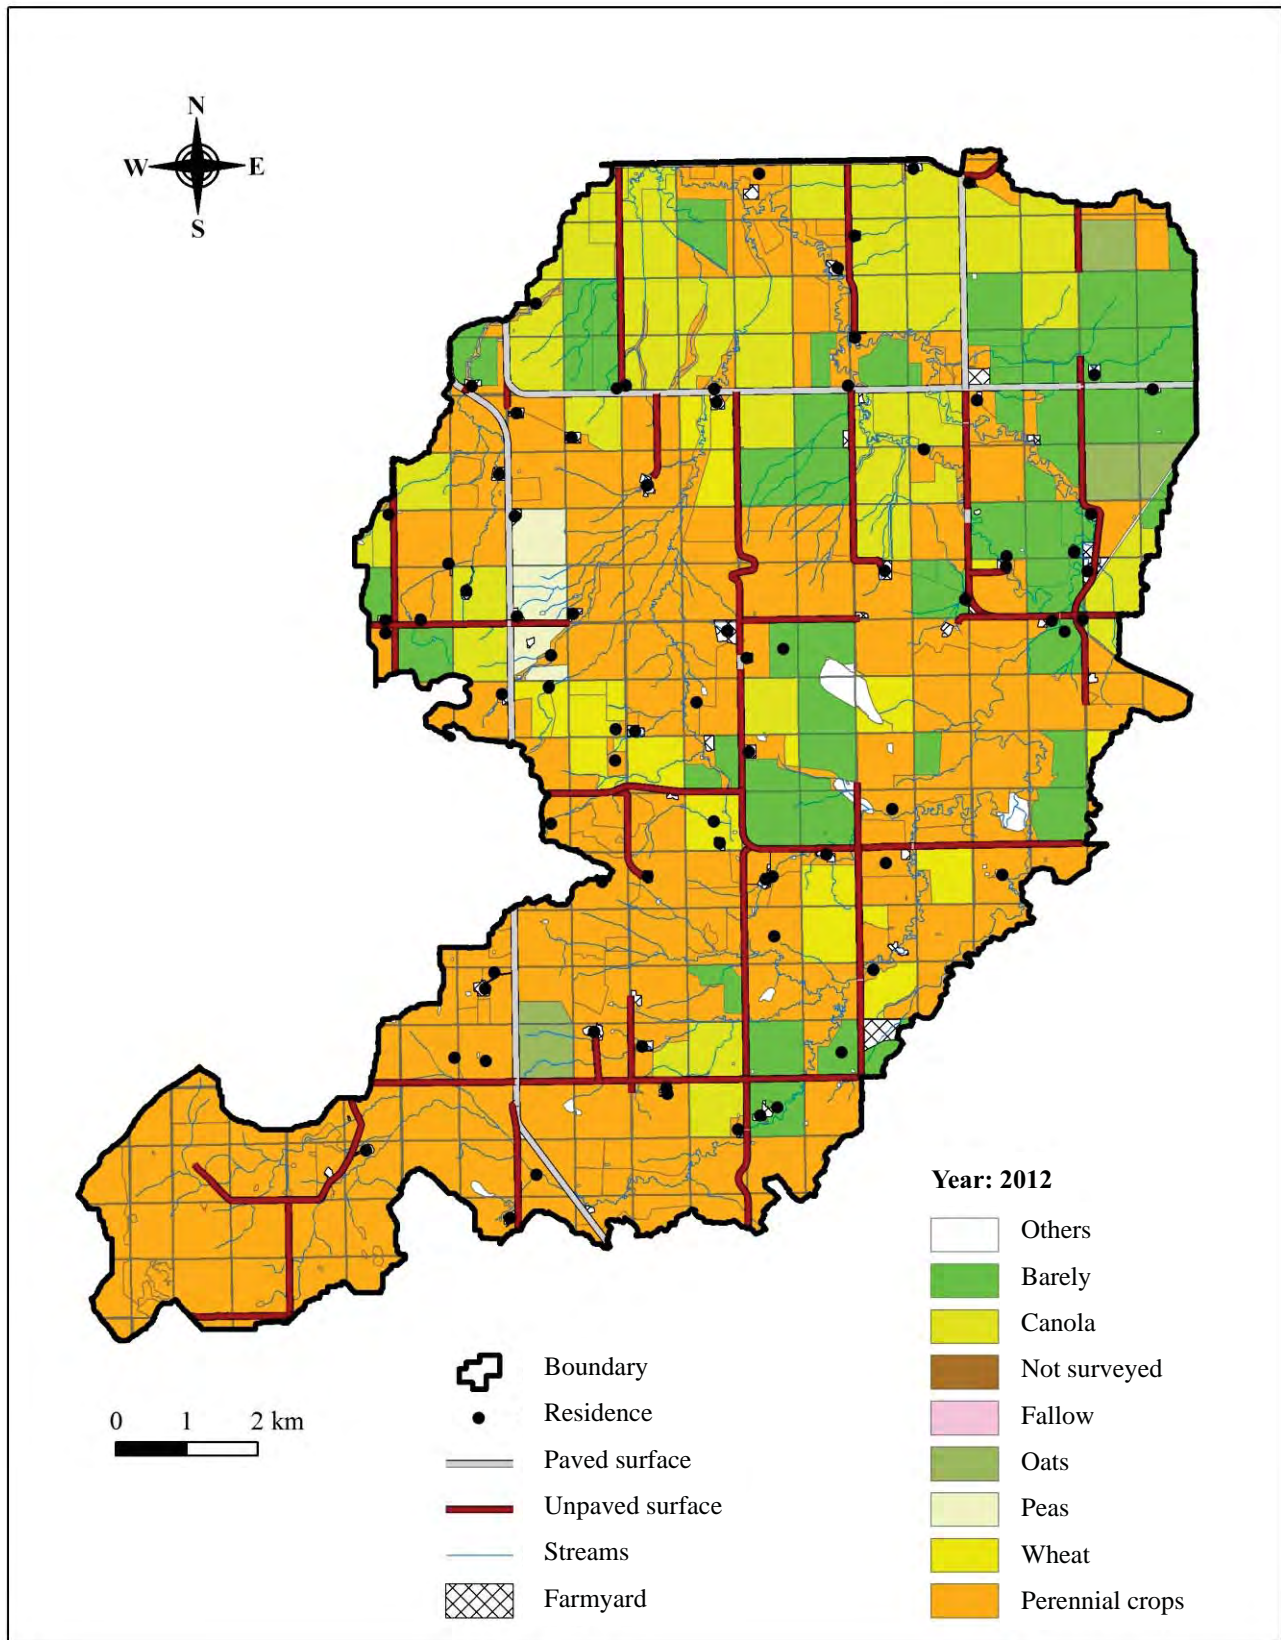 N
W E
S
Year: 2012
Others
Barely
Canola
Not surveyed
Fallow
Oats
Peas
Wheat
Perennial crops
Boundary
Residence
Paved surface
Unpaved surface
Streams
Farmyard
0 1 2 km